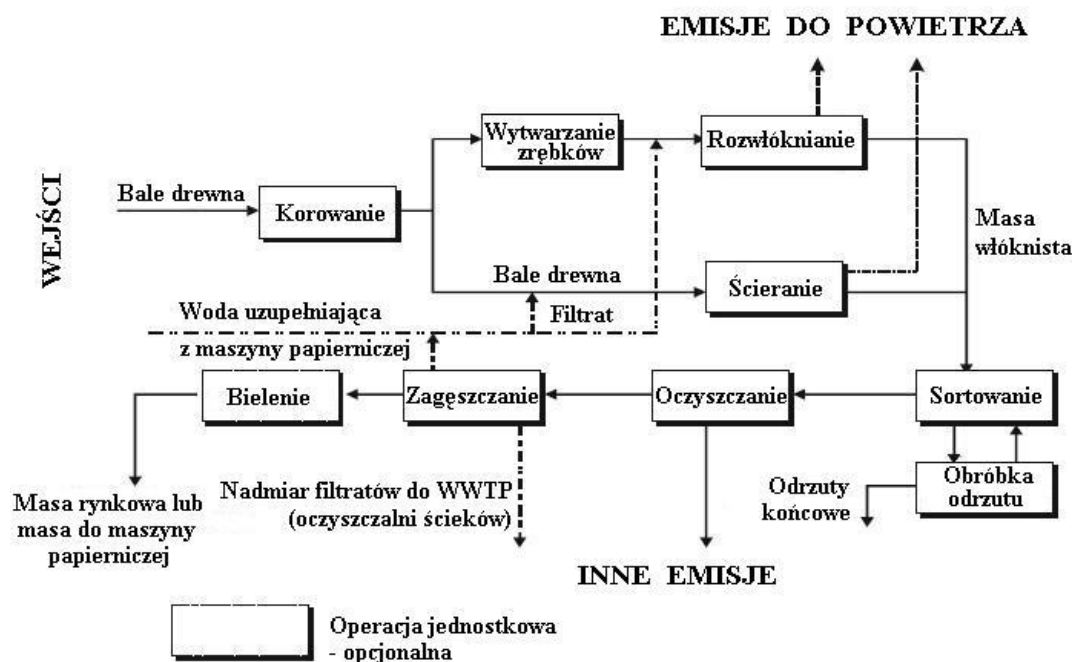 EMISJE DO POWIETRZA
WEJŚCI
Bale drewna
Korowanie
Wytwarzanie
zrębków
Rozwłóknianie
Masa
włóknista
Bale drewna
Ścieranie
Woda uzupełniająca
z maszyny papierniczej
Filtrat
Bielenie
Zagęszczanie
Oczyszczanie
Sortowanie
Obróbka
odrzutu
Odrzuty
końcowe
Masa rynkowa lub
masa do maszyny
papierniczej
Nadmiar filtratów do WWTP
(oczyszczalni ścieków)
INNE EMISJE
Operacja jednostkowa
- opcjonalna